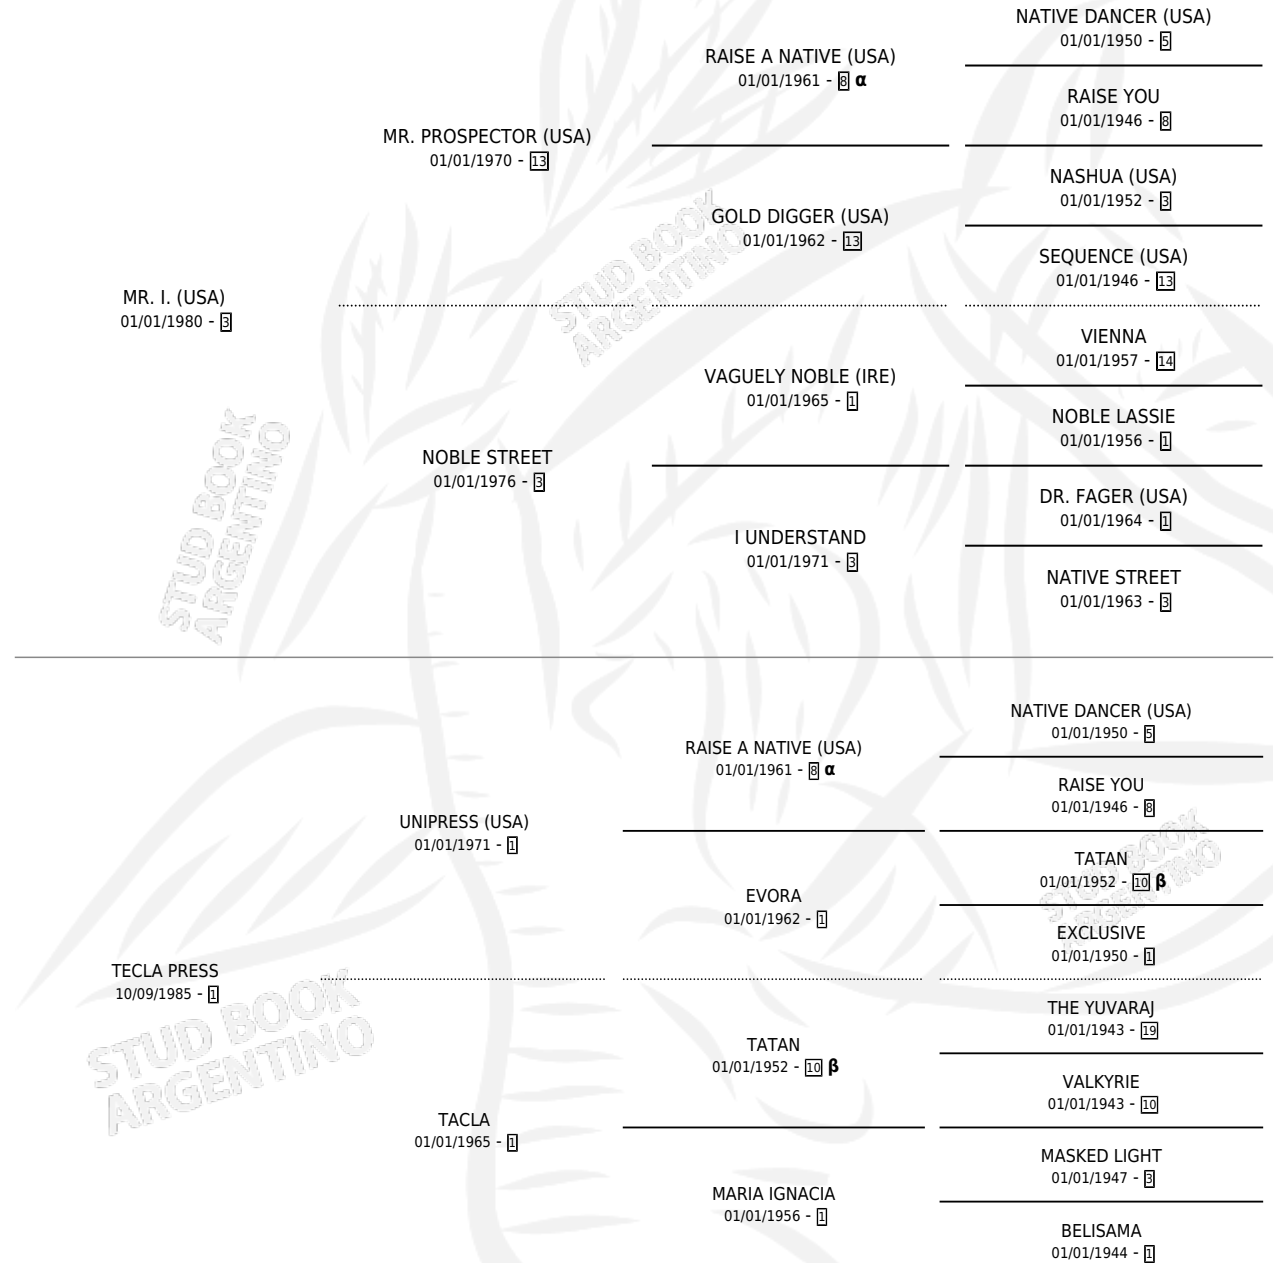 NATIVE DANCER (USA)
01/01/1950 - 5
RAISE A NATIVE (USA)
01/01/1961 - 8 α
RAISE YOU
01/01/1946 - 8
MR. PROSPECTOR (USA)
01/01/1970 - 13
NASHUA (USA)
01/01/1952 - 3
GOLD DIGGER (USA)
01/01/1962 - 13
SEQUENCE (USA)
01/01/1946 - 13
MR. I. (USA)
01/01/1980 - 3
VIENNA
01/01/1957 - 14
VAGUELY NOBLE (IRE)
01/01/1965 - 1
NOBLE LASSIE
01/01/1956 - 1
NOBLE STREET
01/01/1976 - 3
DR. FAGER (USA)
01/01/1964 - 1
I UNDERSTAND
01/01/1971 - 3
NATIVE STREET
01/01/1963 - 3
STUD BOOK
ARGENTINO
STUD BOOK
ARGENTINO
NATIVE DANCER (USA)
01/01/1950 - 5
RAISE A NATIVE (USA)
01/01/1961 - 8 α
RAISE YOU
01/01/1946 - 8
UNIPRESS (USA)
01/01/1971 - 1
TATAN
01/01/1952 - 10 β
EVORA
01/01/1962 - 1
EXCLUSIVE
01/01/1950 - 1
TECLA PRESS
10/09/1985 - 1
THE YUVARAJ
01/01/1943 - 19
TATAN
01/01/1952 - 10 β
VALKYRIE
01/01/1943 - 10
TACLA
01/01/1965 - 1
MASKED LIGHT
01/01/1947 - 3
MARIA IGNACIA
01/01/1956 - 1
BELISAMA
01/01/1944 - 1
STUD BOOK
ARGENTINO
STUD BOOK
ARGENTINO